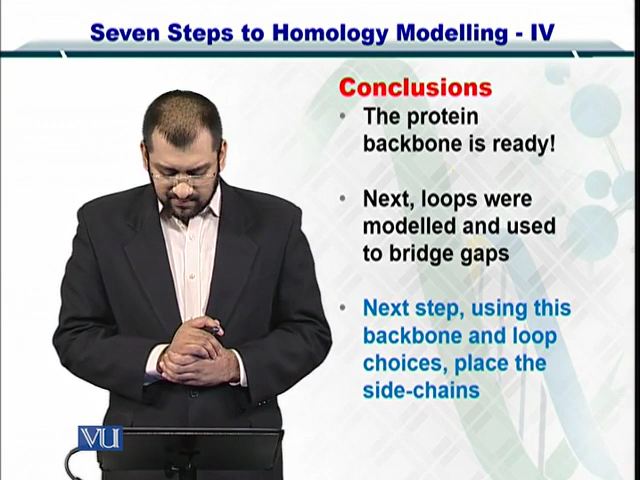 Seven Steps to Homology Modelling - IV
Conclusions
• The protein
backbone is ready!
• Next, loops were
modelled and used
to bridge gaps
• Next step, using this
backbone and loop
choices, place the
side-chains
VU